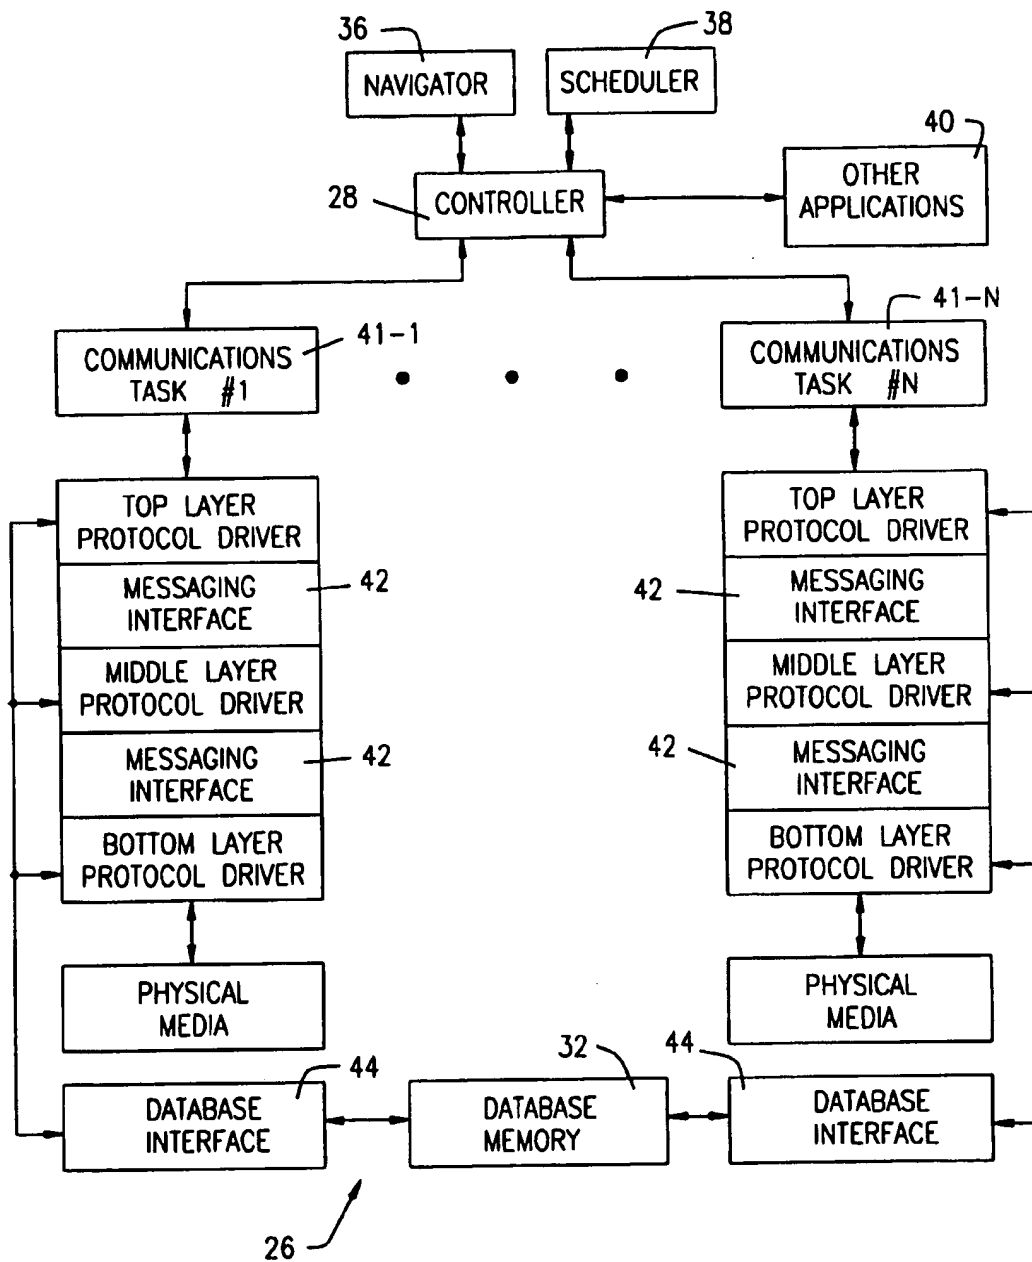 36
38
NAVIGATOR
SCHEDULER
40
OTHER
APPLICATIONS
28
CONTROLLER
41-1
41-N
COMMUNICATIONS
TASK #1
COMMUNICATIONS
TASK #N
TOP LAYER
PROTOCOL DRIVER
MESSAGING
INTERFACE
42
MIDDLE LAYER
PROTOCOL DRIVER
MESSAGING
INTERFACE
42
BOTTOM LAYER
PROTOCOL DRIVER
PHYSICAL
MEDIA
TOP LAYER
PROTOCOL DRIVER
42
MESSAGING
INTERFACE
MIDDLE LAYER
PROTOCOL DRIVER
42
MESSAGING
INTERFACE
BOTTOM LAYER
PROTOCOL DRIVER
PHYSICAL
MEDIA
44
32
44
DATABASE
INTERFACE
DATABASE
MEMORY
DATABASE
INTERFACE
26